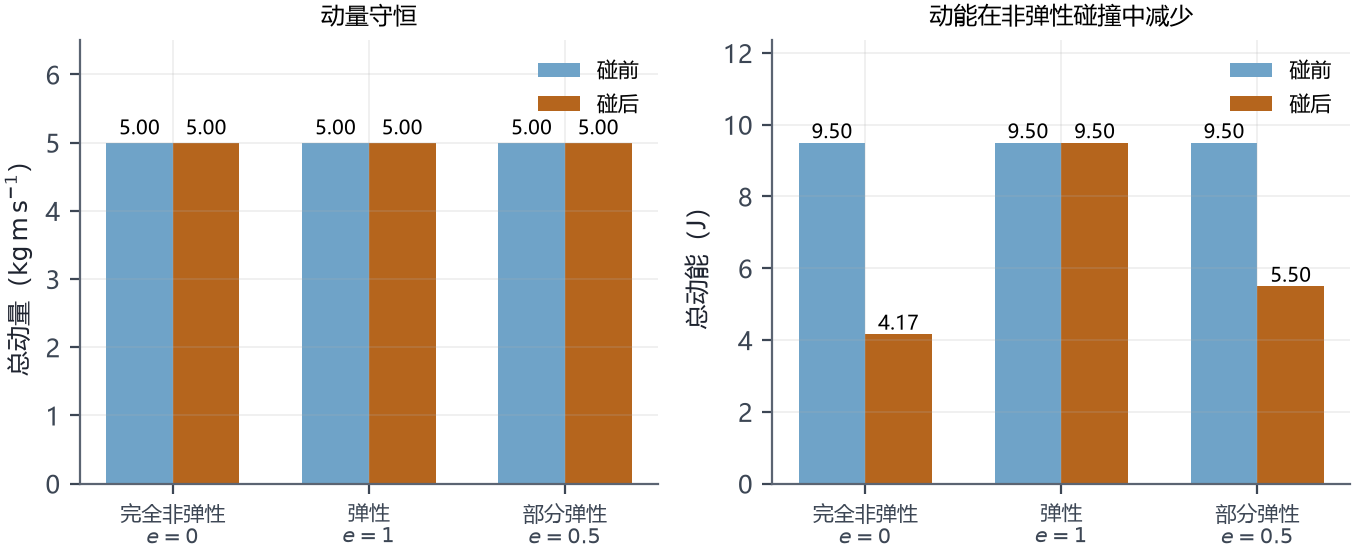 动量守恒
总动量（kg m s⁻¹）
6
5
4
3
2
1
0
碰前
碰后
5.00 5.00 5.00 5.00 5.00 5.00
完全非弹性 弹性 部分弹性
e = 0 e = 1 e = 0.5
动能在非弹性碰撞中减少
总动能（J）
12
10
8
6
4
2
0
碰前
碰后
9.50 9.50 9.50 9.50
5.50
4.17
完全非弹性 弹性 部分弹性
e = 0 e = 1 e = 0.5